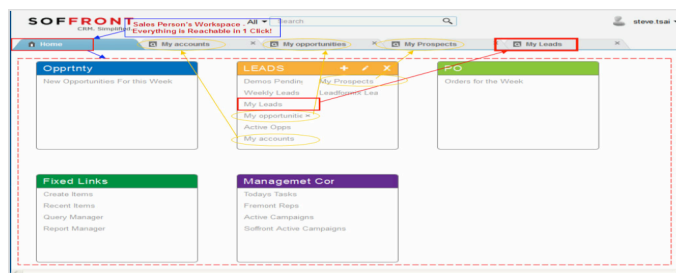 SOFFRONT
CRM. Simplified
Sales Person's Workspace -
Everything is Reachable in 1 Click!
All
Search
steve.tsai
Home
My accounts
My opportunities
My Prospects
My Leads
Opprtnty
New Opportunities For this Week
LEADS
Demos Pendin
My Prospects
Weekly Leads
My Leads
My opportunitie
Active Opps
My accounts
PO
Orders for the Week
Fixed Links
Create Items
Recent Items
Query Manager
Report Manager
Managemet Cor
Todays Tasks
Fremont Reps
Active Campaigns
Soffront Active Campaigns